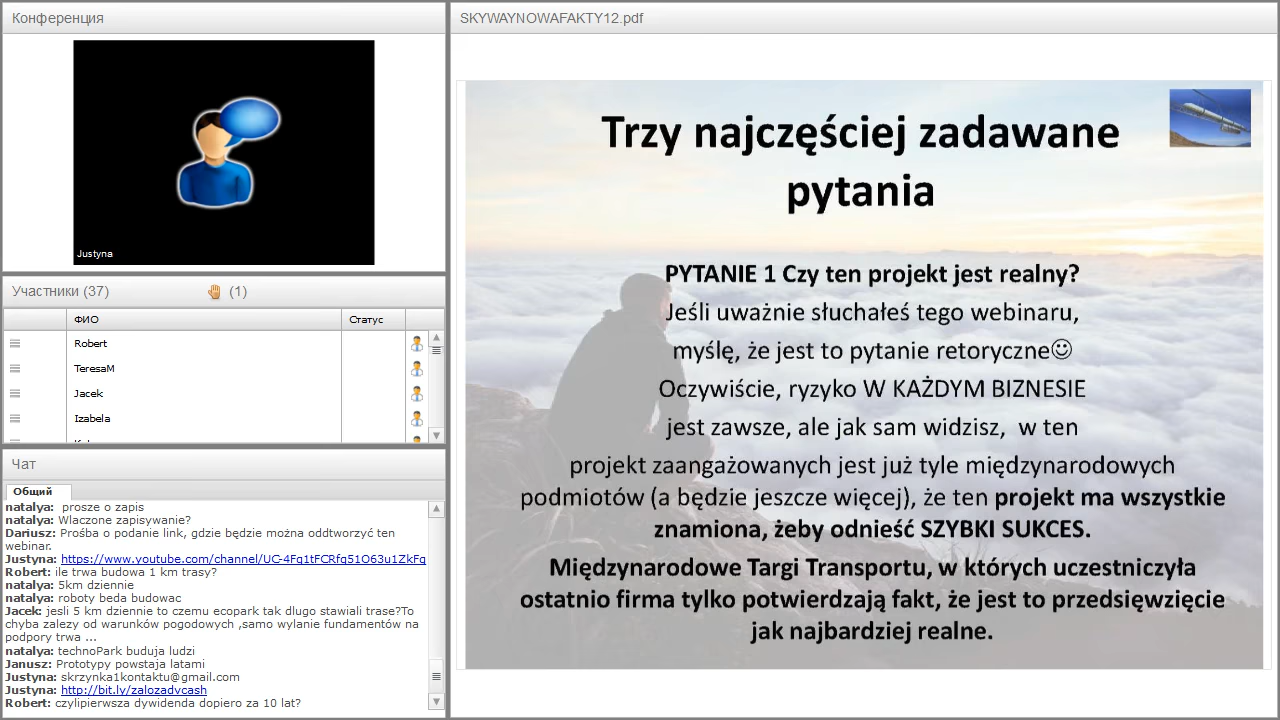 Конференция
Justyna
Участники (37)
(1)
ФИО
Статус
Robert
TeresaM
Jacek
Izabela
Чат
Общий
natalya: prosze o zapis
natalya: Wlaczone zapisywanie?
Dariusz: Prośba o podanie link, gdzie będzie można oddtworzyć ten
webinar.
Justyna: https://www.youtube.com/channel/UC-4Fq1tFCRfq51O63u1ZkFg
Robert: ile trwa budowa 1 km trasy?
natalya: 5km dziennie
natalya: roboty beda budowac
Jacek: jesli 5 km dziennie to czemu ecopark tak dlugo stawiali trase?To
chyba zalezy od warunków pogodowych ,samo wylanie fundamentów na
podpory trwa ...
natalya: technoPark buduja ludzi
Janusz: Prototypy powstaja latami
Justyna: skrzynka1kontaktu@gmail.com
Justyna: http://bit.ly/zalozadvcash
Robert: czylipierwsza dywidenda dopiero za 10 lat?
SKYWAYNOWAFAKTY12.pdf
Trzy najczęściej zadawane
pytania
PYTANIE 1 Czy ten projekt jest realny?
Jeśli uważnie słuchałeś tego webinaru,
myślę, że jest to pytanie retoryczne☺
Oczywiście, ryzyko W KAŻDYM BIZNESIE
jest zawsze, ale jak sam widzisz, w ten
projekt zaangażowanych jest już tyle międzynarodowych
podmiotów (a będzie jeszcze więcej), że ten projekt ma wszystkie
znamiona, żeby odnieść SZYBKI SUKCES.
Międzynarodowe Targi Transportu, w których uczestniczyła
ostatnio firma tylko potwierdzają fakt, że jest to przedsięwzięcie
jak najbardziej realne.